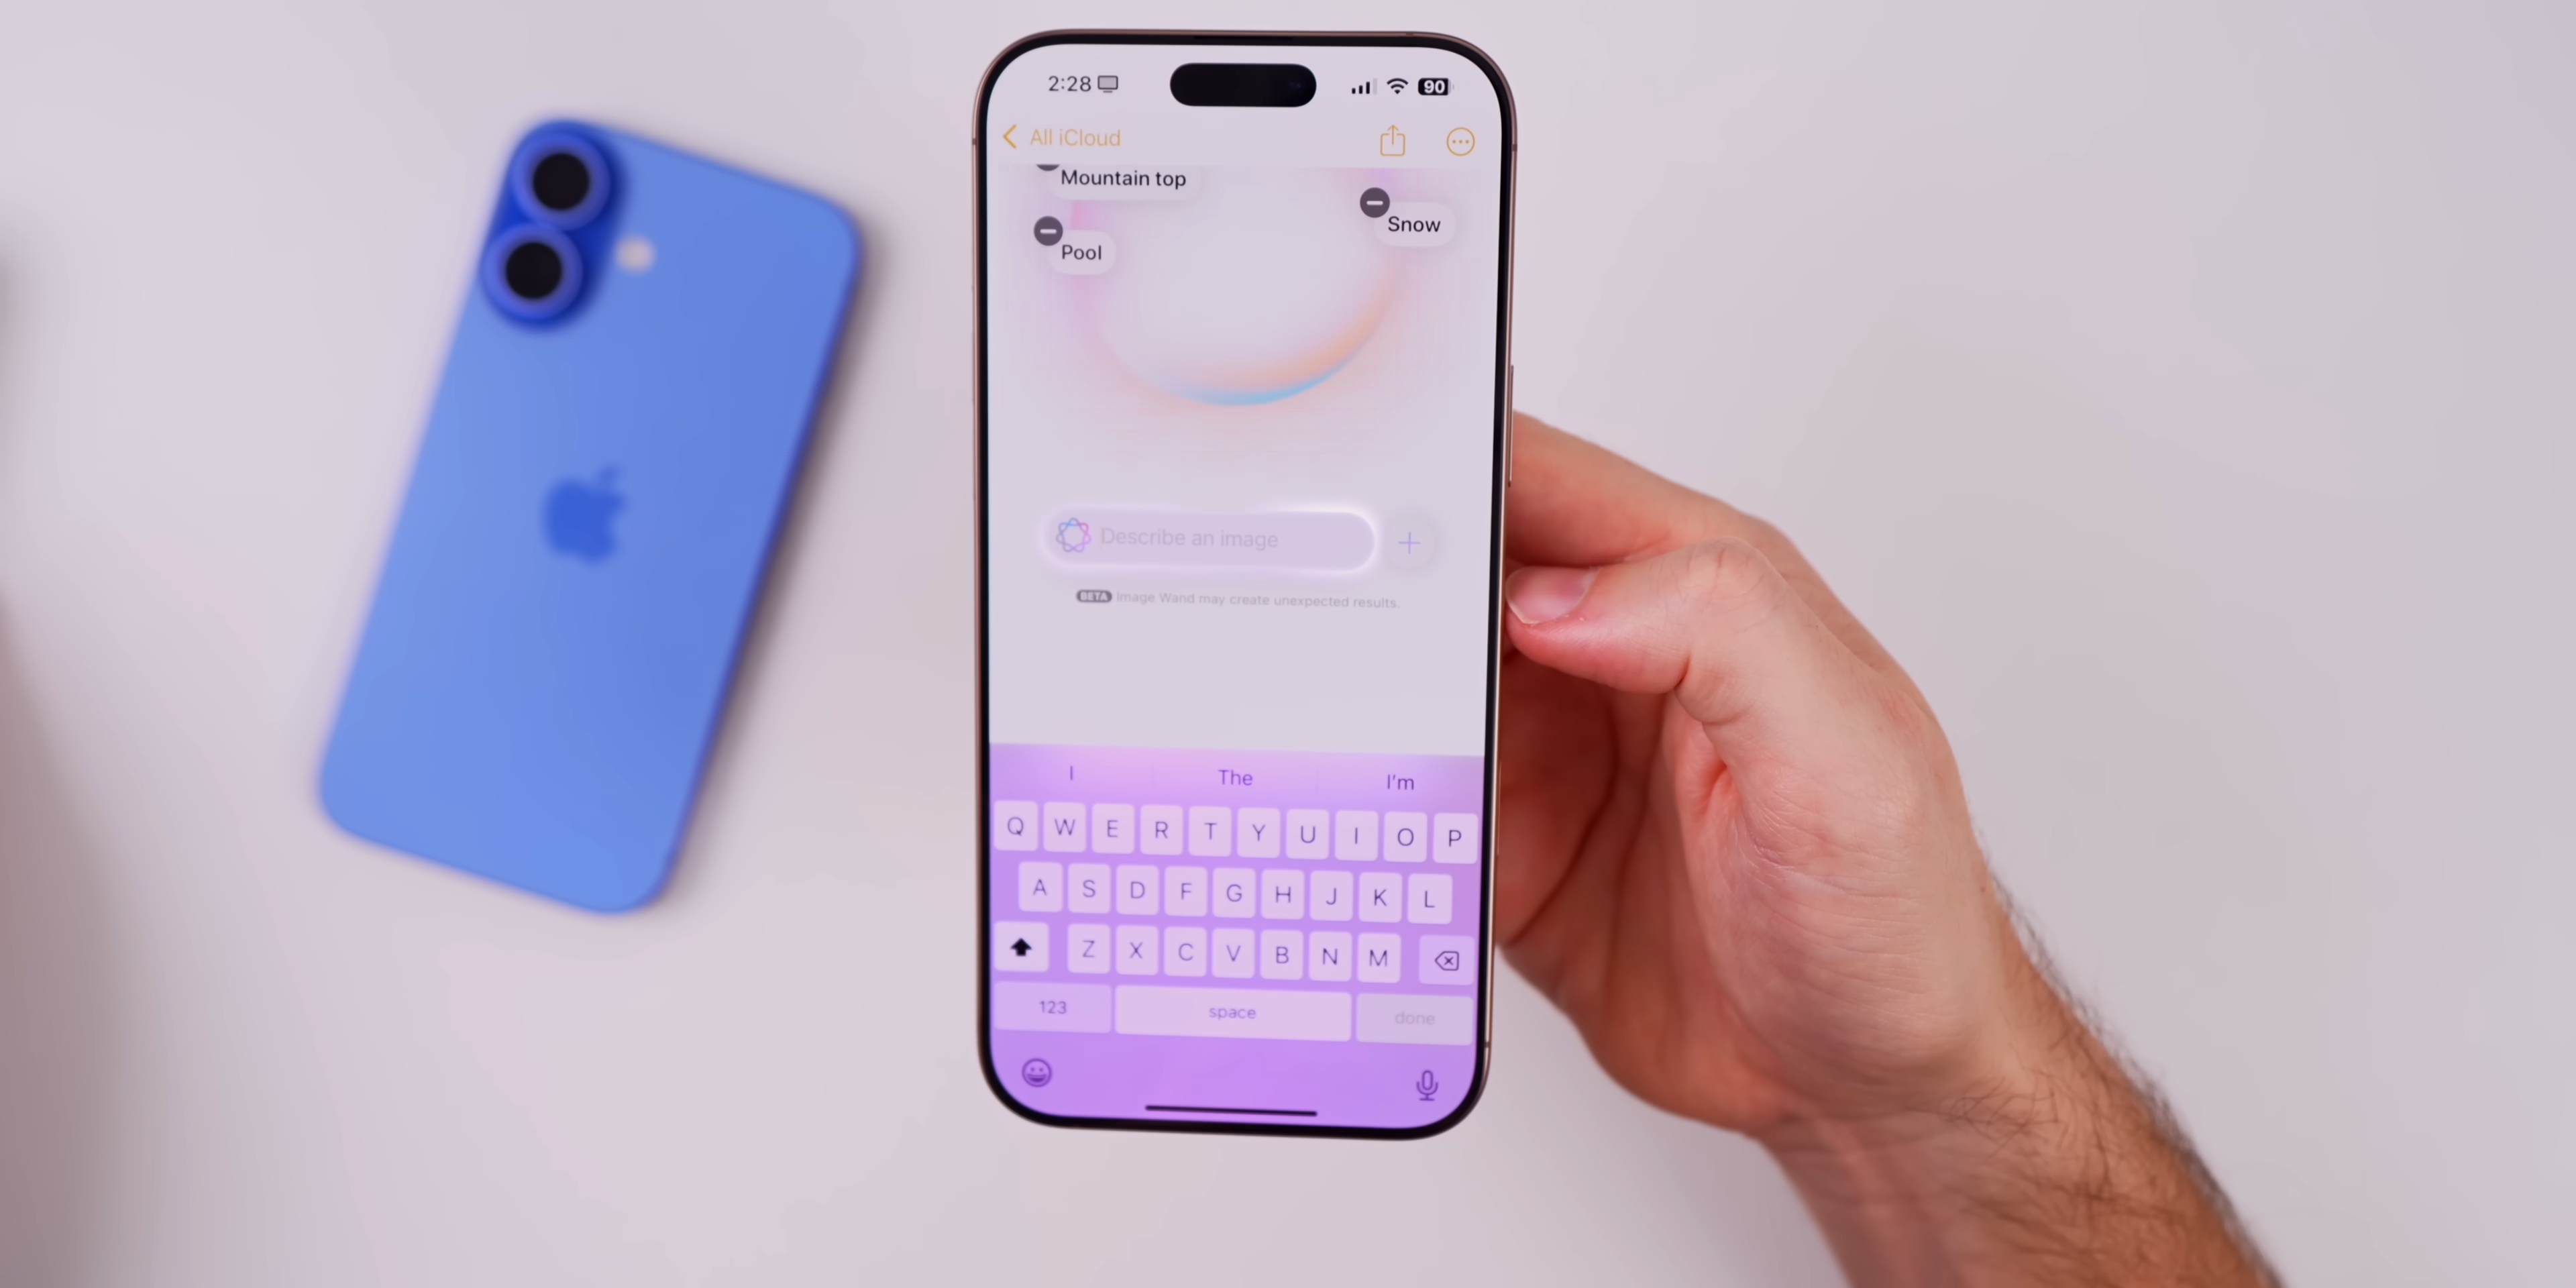 2:28
90
All iCloud
Mountain top
Snow
Pool
Describe an image
BETA Image Wand may create unexpected results.
I The I'm
Q W E R T Y U I O P
A S D F G H J K L
Z X C V B N M
123 space done